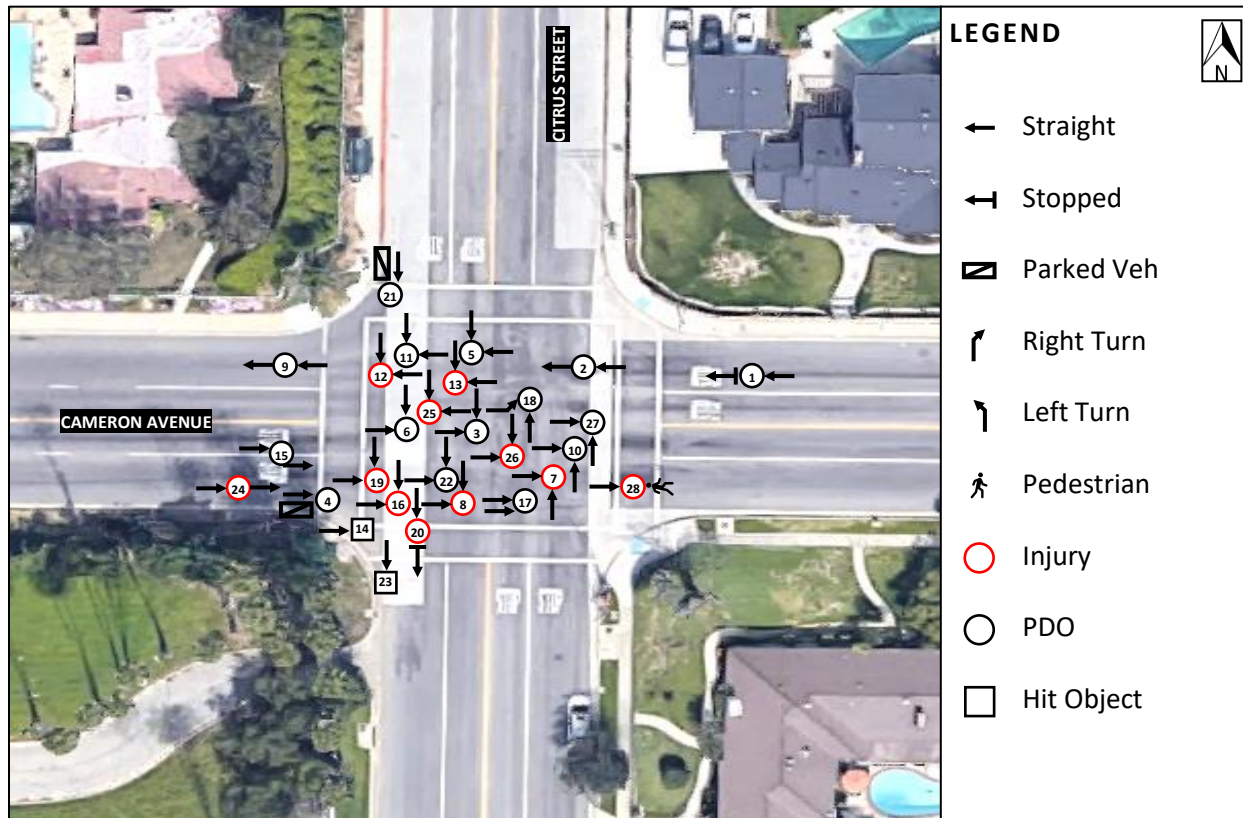 CITRUS STREET
CAMERON AVENUE
21
11
5
9
12
13
2
1
25
18
6
3
27
15
26
10
24
19
22
7
28
4
16
8
17
14
20
23
LEGEND
N
Straight
Stopped
Parked Veh
Right Turn
Left Turn
Pedestrian
Injury
PDO
Hit Object